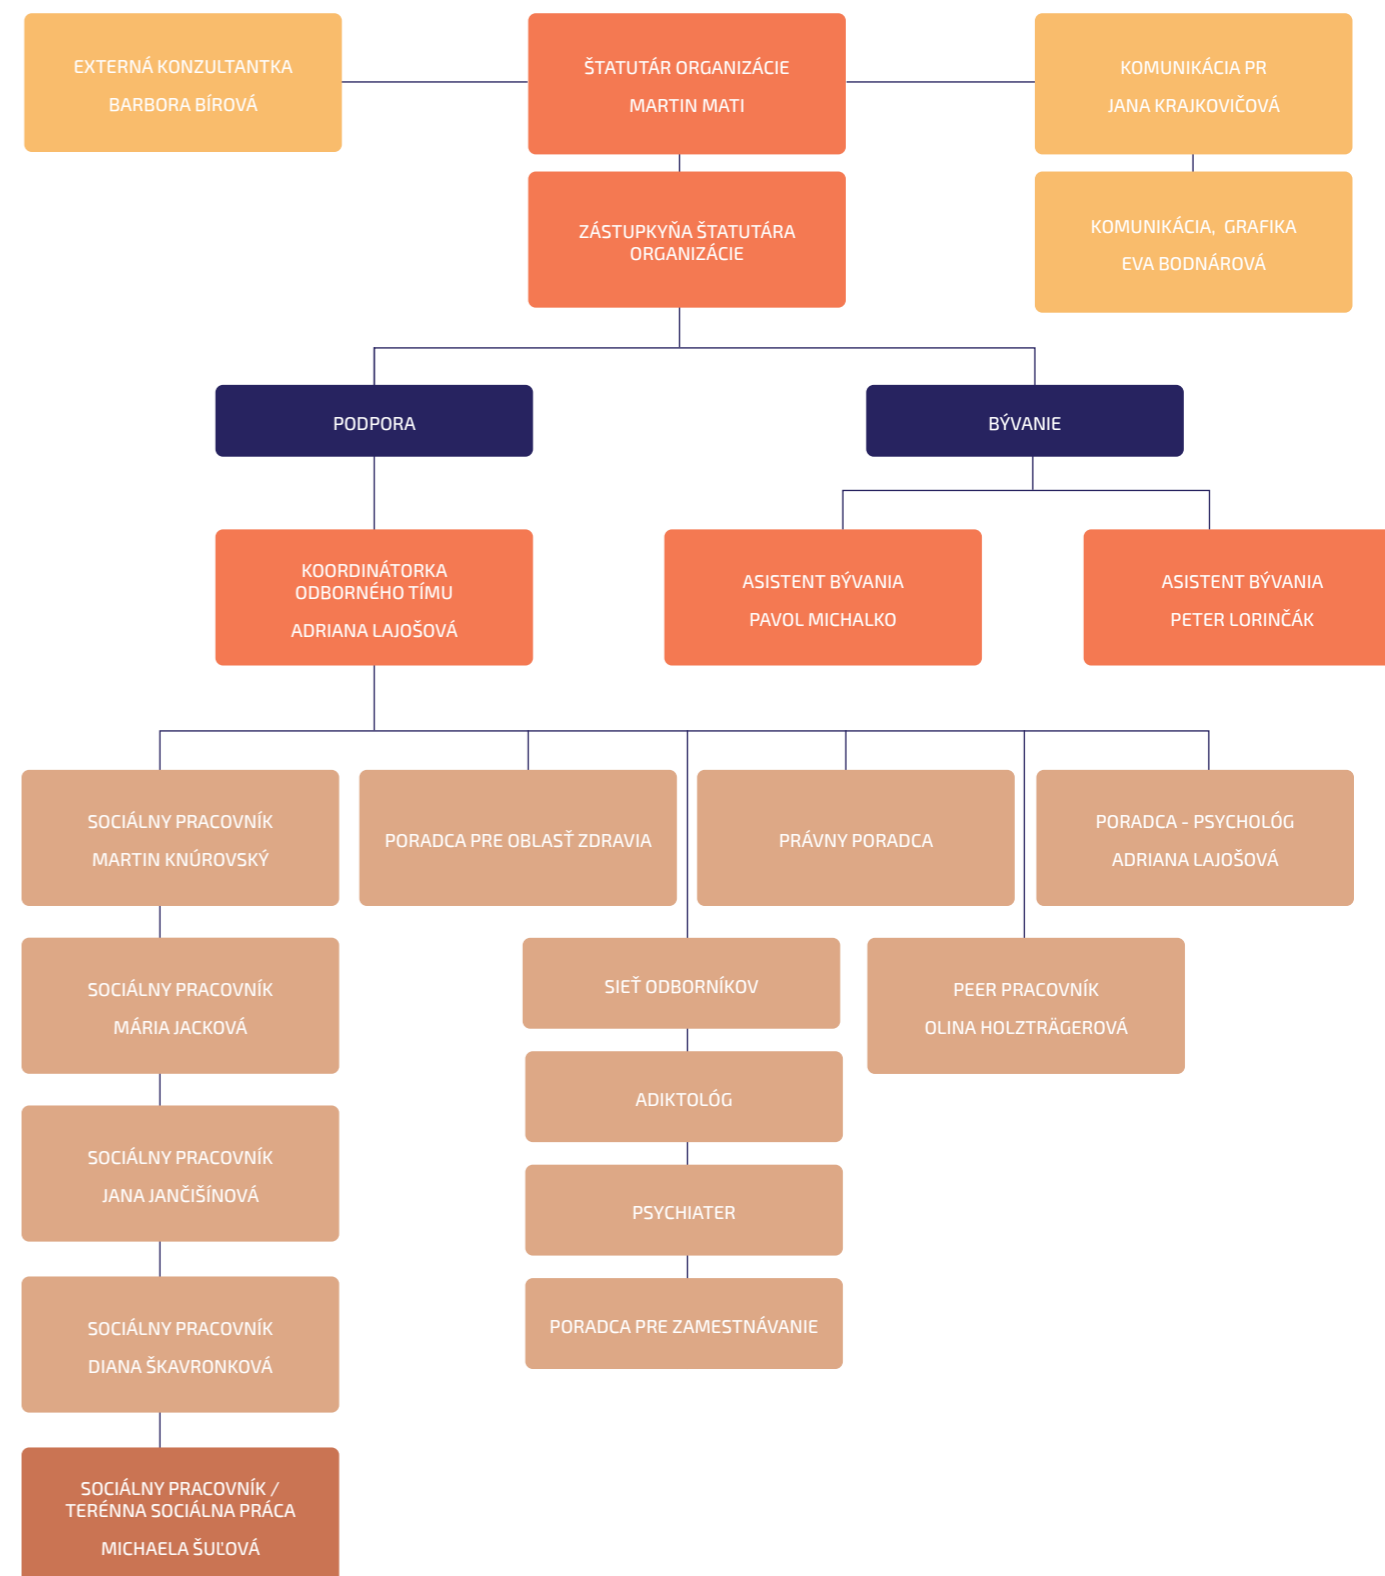 EXTERNÁ KONZULTANTKA
BARBORA BÍROVÁ
ŠTATUTÁR ORGANIZÁCIE
MARTIN MATI
KOMUNIKÁCIA PR
JANA KRAJKOVIČOVÁ
ZÁSTUPKYŇA ŠTATUTÁRA
ORGANIZÁCIE
KOMUNIKÁCIA, GRAFIKA
EVA BODNÁROVÁ
PODPORA
BÝVANIE
KOORDINÁTORKA
ODBORNÉHO TÍMU
ADRIANA LAJOŠOVÁ
ASISTENT BÝVANIA
PAVOL MICHALKO
ASISTENT BÝVANIA
PETER LORINČÁK
SOCIÁLNY PRACOVNÍK
MARTIN KNÚROVSKÝ
PORADCA PRE OBLASŤ ZDRAVIA
PRÁVNY PORADCA
PORADCA - PSYCHOLÓG
ADRIANA LAJOŠOVÁ
SOCIÁLNY PRACOVNÍK
MÁRIA JACKOVÁ
SIEŤ ODBORNÍKOV
PEER PRACOVNÍK
OLINA HOLZTRÄGEROVÁ
ADIKTOLÓG
SOCIÁLNY PRACOVNÍK
JANA JANČIŠÍNOVÁ
PSYCHIATER
SOCIÁLNY PRACOVNÍK
DIANA ŠKAVRONKOVÁ
PORADCA PRE ZAMESTNÁVANIE
SOCIÁLNY PRACOVNÍK /
TERÉNNA SOCIÁLNA PRÁCA
MICHAELA ŠUĽOVÁ